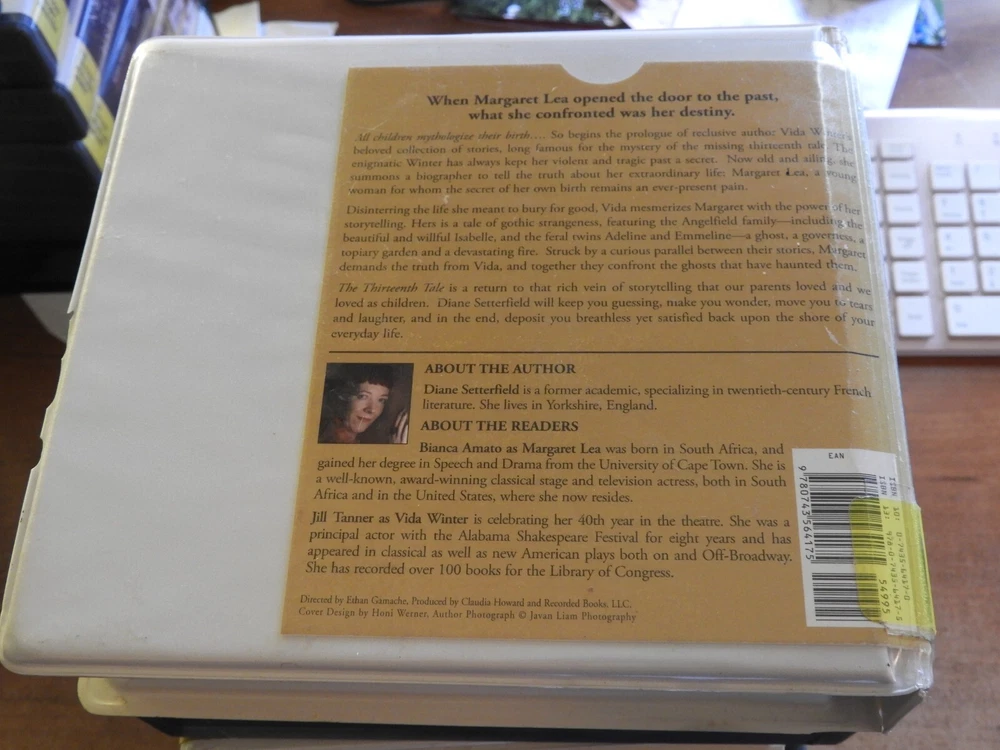 When Margaret Lea opened the door to the past,
what she confronted was her destiny.
All children mythologize their birth.... So begins the prologue of reclusive author Vida Winter's
beloved collection of stories, long famous for the mystery of the missing thirteenth tale. The
enigmatic Winter has always kept her violent and tragic past a secret. Now old and ailing, she
summons a biographer to tell the truth about her extraordinary life: Margaret Lea, a young
woman for whom the secret of her own birth remains an ever-present pain.
Disinterring the life she meant to bury for good, Vida mesmerizes Margaret with the power of her
storytelling. Hers is a tale of gothic strangeness, featuring the Angelfield family—including the
beautiful and willful Isabelle, and the feral twins Adeline and Emmeline—a ghost, a governess, a
topiary garden and a devastating fire. Struck by a curious parallel between their stories, Margaret
demands the truth from Vida, and together they confront the ghosts that have haunted them.
The Thirteenth Tale is a return to that rich vein of storytelling that our parents loved and we
loved as children. Diane Setterfield will keep you guessing, make you wonder, move you to tears
and laughter, and in the end, deposit you breathless yet satisfied back upon the shore of your
everyday life.
ABOUT THE AUTHOR
Diane Setterfield is a former academic, specializing in twentieth-century French
literature. She lives in Yorkshire, England.
ABOUT THE READERS
Bianca Amato as Margaret Lea was born in South Africa, and
gained her degree in Speech and Drama from the University of Cape Town. She is
a well-known, award-winning classical stage and television actress, both in South
Africa and in the United States, where she now resides.
Jill Tanner as Vida Winter is celebrating her 40th year in the theatre. She was a
principal actor with the Alabama Shakespeare Festival for eight years and has
appeared in classical as well as new American plays both on and Off-Broadway.
She has recorded over 100 books for the Library of Congress.
Directed by Ethan Gamache, Produced by Claudia Howard and Recorded Books, LLC.
Cover Design by Honi Werner, Author Photograph © Javan Liam Photography
EAN
9 780743 564175
54995
ISBN 13: 978-0-7435-6417-5
ISBN 10: 0-7435-6417-0